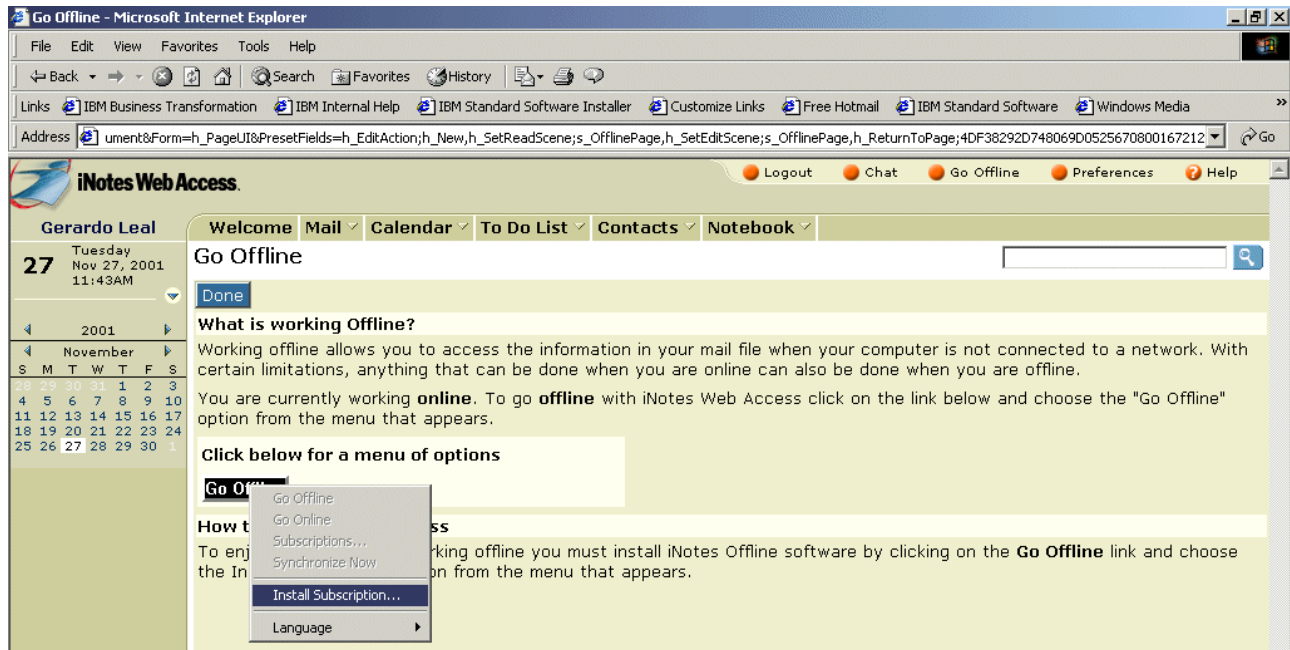 Go Offline - Microsoft Internet Explorer
File Edit View Favorites Tools Help
Back Search Favorites History
Links IBM Business Transformation IBM Internal Help IBM Standard Software Installer Customize Links Free Hotmail IBM Standard Software Windows Media »
Address ument&Form=h_PageUI&PresetFields=h_EditAction;h_New,h_SetReadScene;s_OfflinePage,h_SetEditScene;s_OfflinePage,h_ReturnToPage;4DF38292D748069D0525670800167212 Go
iNotes Web Access. Logout Chat Go Offline Preferences Help
Gerardo Leal Welcome Mail Calendar To Do List Contacts Notebook
27 Tuesday
Nov 27, 2001
11:43AM
2001
November
S M T W T F S
28 29 30 31 1 2 3
4 5 6 7 8 9 10
11 12 13 14 15 16 17
18 19 20 21 22 23 24
25 26 27 28 29 30 1
Go Offline
Done
What is working Offline?
Working offline allows you to access the information in your mail file when your computer is not connected to a network. With
certain limitations, anything that can be done when you are online can also be done when you are offline.
You are currently working online. To go offline with iNotes Web Access click on the link below and choose the "Go Offline"
option from the menu that appears.
Click below for a menu of options
Go Off
Go Offline
Go Online
Subscriptions...
Synchronize Now
Install Subscription...
Language
How t ss
To enj rking offline you must install iNotes Offline software by clicking on the Go Offline link and choose
the In on from the menu that appears.